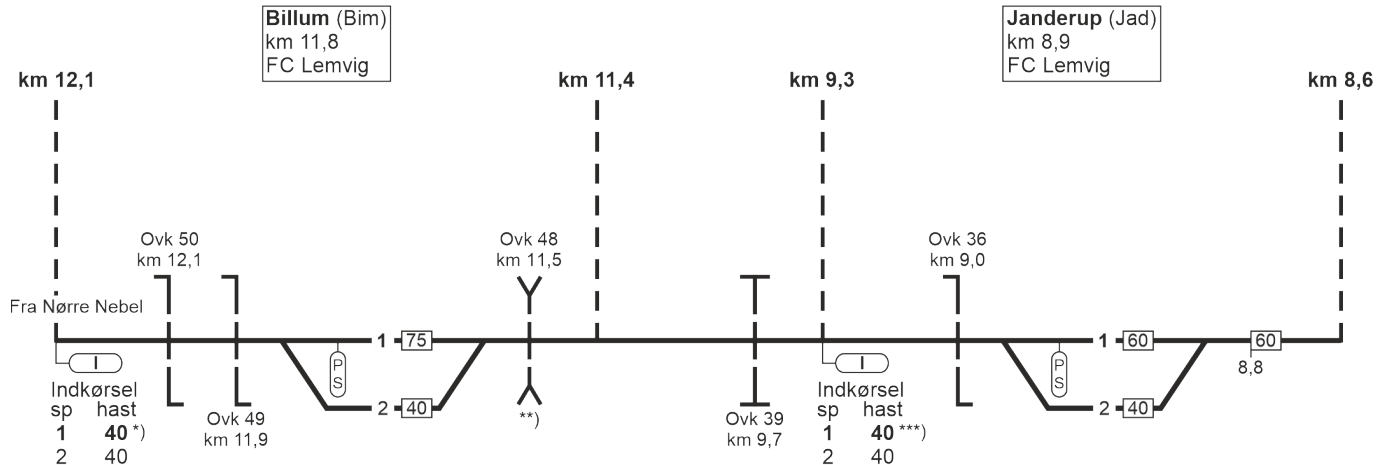 Billum (Bim)
km 11,8
FC Lemvig
Janderup (Jad)
km 8,9
FC Lemvig
km 12,1
km 11,4
km 9,3
km 8,6
Ovk 50
km 12,1
Ovk 48
km 11,5
Ovk 36
km 9,0
Fra Nørre Nebel
1 75
1 60
60
I
P
S
I
P
S
8,8
Indkørsel
sp hast
1 40 *)
2 40
Ovk 49
km 11,9
2 40
**)
Ovk 39
km 9,7
Indkørsel
sp hast
1 40 ***)
2 40
2 40